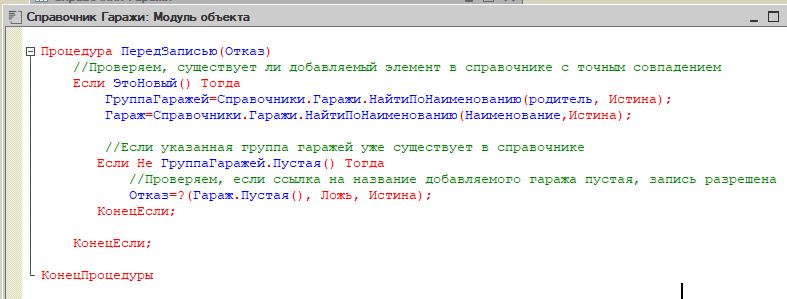 Справочник Гаражи: Модуль объекта
Процедура ПередЗаписью(Отказ)
//Проверяем, существует ли добавляемый элемент в справочнике с точным совпадением
Если ЭтоНовый() Тогда
ГруппаГаражей=Справочники.Гаражи.НайтиПоНаименованию(родитель, Истина);
Гараж=Справочники.Гаражи.НайтиПоНаименованию(Наименование,Истина);
//Если указанная группа гаражей уже существует в справочнике
Если Не ГруппаГаражей.Пустая() Тогда
//Проверяем, если ссылка на название добавляемого гаража пустая, запись разрешена
Отказ=?(Гараж.Пустая(), Ложь, Истина);
КонецЕсли;
КонецЕсли;
КонецПроцедуры